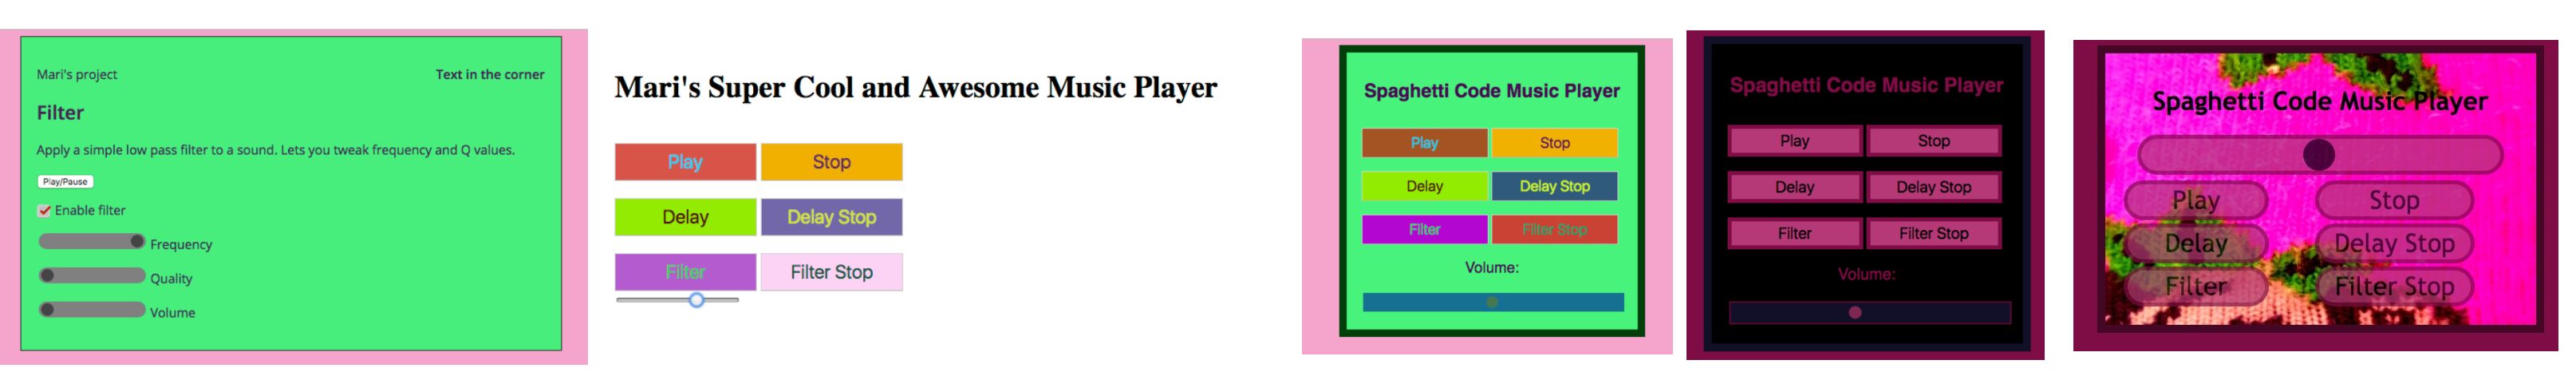 Mari's project Text in the corner
Filter
Apply a simple low pass filter to a sound. Lets you tweak frequency and Q values.
Play/Pause
Enable filter
Frequency
Quality
Volume
Mari's Super Cool and Awesome Music Player
Play Stop
Delay Delay Stop
Filter Filter Stop
Spaghetti Code Music Player
Play Stop
Delay Delay Stop
Filter Filter Stop
Volume:
Spaghetti Code Music Player
Play Stop
Delay Delay Stop
Filter Filter Stop
Volume:
Spaghetti Code Music Player
Play Stop
Delay Delay Stop
Filter Filter Stop